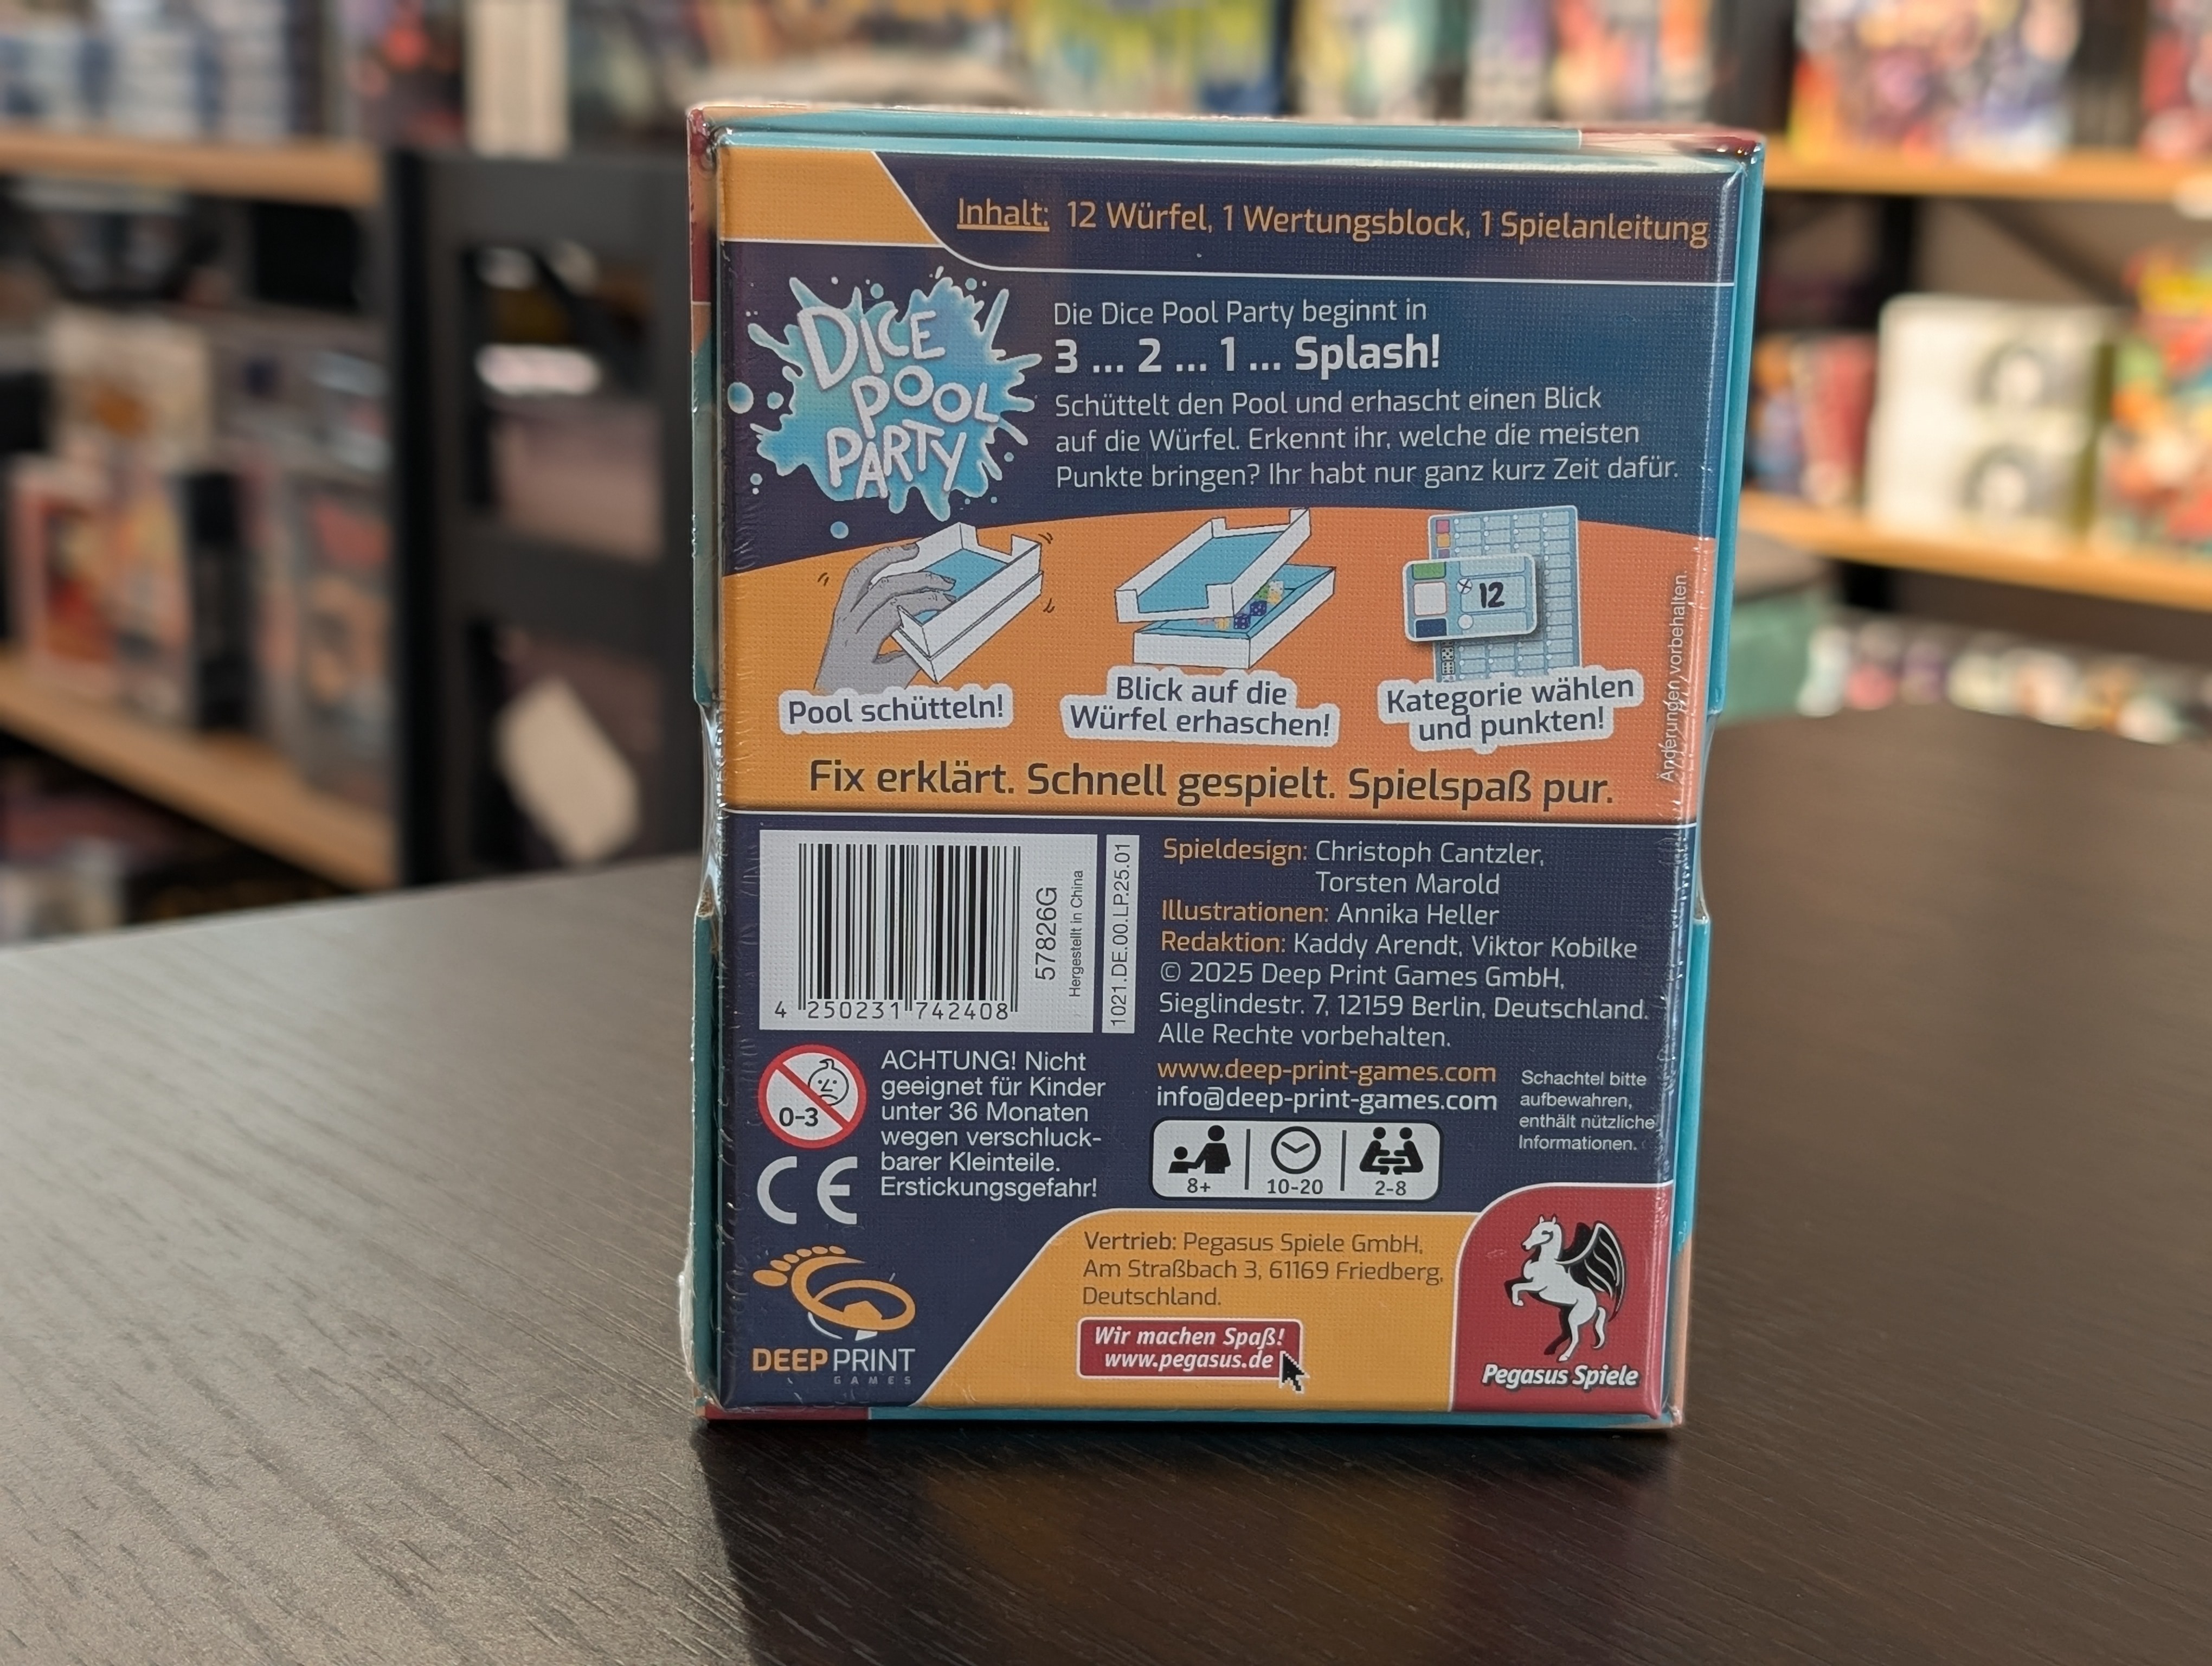 Inhalt: 12 Würfel, 1 Wertungsblock, 1 Spielanleitung
DICE
POOL
PARTY
Die Dice Pool Party beginnt in
3 ... 2 ... 1 ... Splash!
Schüttelt den Pool und erhascht einen Blick
auf die Würfel. Erkennt ihr, welche die meisten
Punkte bringen? Ihr habt nur ganz kurz Zeit dafür.
12
Pool schütteln!
Blick auf die
Würfel erhaschen!
Kategorie wählen
und punkten!
Änderungen vorbehalten.
Fix erklärt. Schnell gespielt. Spielspaß pur.
4 250231 742408
57826G
Hergestellt in China
1021.DE.00.LP.25.01
Spieldesign: Christoph Cantzler,
Torsten Marold
Illustrationen: Annika Heller
Redaktion: Kaddy Arendt, Viktor Kobilke
© 2025 Deep Print Games GmbH,
Sieglindestr. 7, 12159 Berlin, Deutschland.
Alle Rechte vorbehalten.
www.deep-print-games.com
info@deep-print-games.com
Schachtel bitte
aufbewahren,
enthält nützliche
Informationen.
0-3
ACHTUNG! Nicht
geeignet für Kinder
unter 36 Monaten
wegen verschluck-
barer Kleinteile.
Erstickungsgefahr!
CE
8+
10-20
2-8
DEEP PRINT
GAMES
Vertrieb: Pegasus Spiele GmbH,
Am Straßbach 3, 61169 Friedberg,
Deutschland.
Wir machen Spaß!
www.pegasus.de
Pegasus Spiele